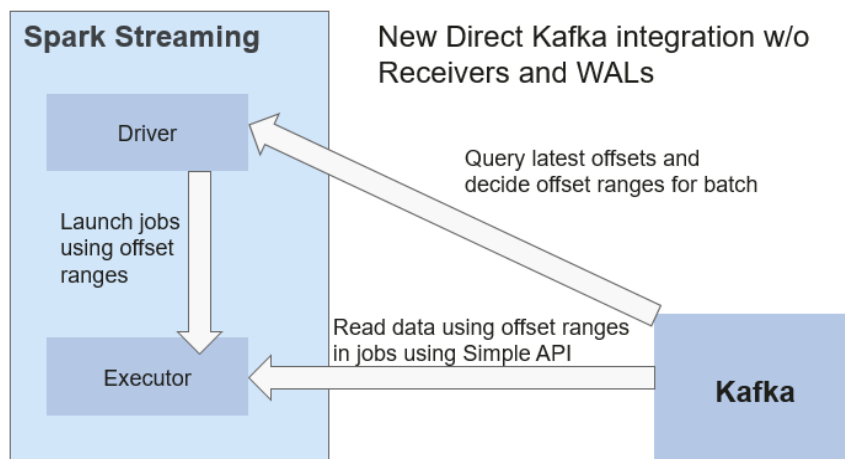 Spark Streaming
New Direct Kafka integration w/o
Receivers and WALs
Driver
Query latest offsets and
decide offset ranges for batch
Launch jobs
using offset
ranges
Read data using offset ranges
in jobs using Simple API
Executor
Kafka